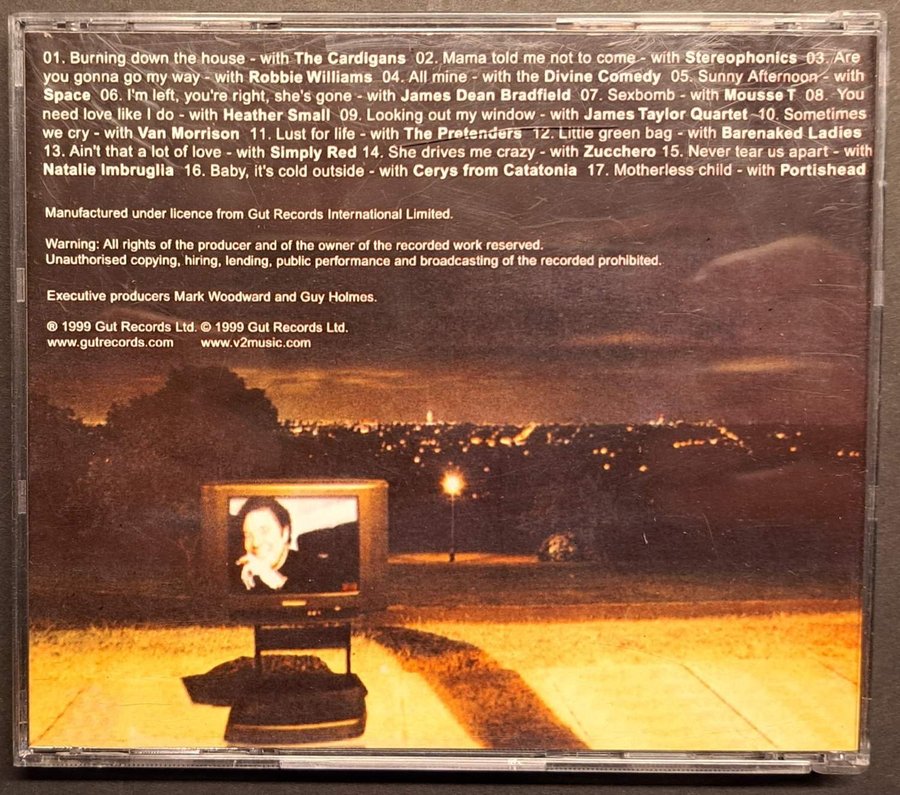 01. Burning down the house - with The Cardigans 02. Mama told me not to come - with Stereophonics 03. Are
you gonna go my way - with Robbie Williams 04. All mine - with the Divine Comedy 05. Sunny Afternoon - with
Space 06. I'm left, you're right, she's gone - with James Dean Bradfield 07. Sexbomb - with Mousse T 08. You
need love like I do - with Heather Small 09. Looking out my window - with James Taylor Quartet 10. Sometimes
we cry - with Van Morrison 11. Lust for life - with The Pretenders 12. Little green bag - with Barenaked Ladies
13. Ain't that a lot of love - with Simply Red 14. She drives me crazy - with Zucchero 15. Never tear us apart - with
Natalie Imbruglia 16. Baby, it's cold outside - with Cerys from Catatonia 17. Motherless child - with Portishead
Manufactured under licence from Gut Records International Limited.
Warning: All rights of the producer and of the owner of the recorded work reserved.
Unauthorised copying, hiring, lending, public performance and broadcasting of the recorded prohibited.
Executive producers Mark Woodward and Guy Holmes.
® 1999 Gut Records Ltd. © 1999 Gut Records Ltd.
www.gutrecords.com www.v2music.com